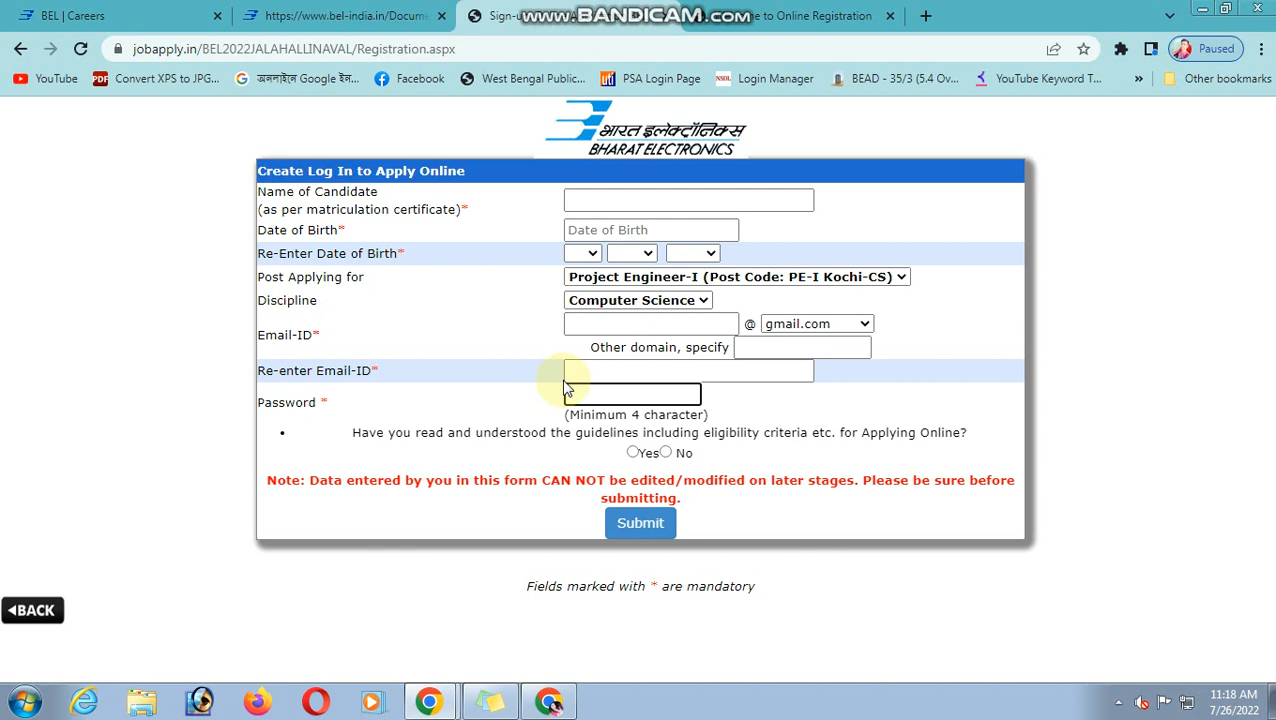 BEL | Careers
https://www.bel-india.in/Docume
Sign-u
WWW.BANDICAM.COM
e to Online Registration
jobapply.in/BEL2022JALAHALLINAVAL/Registration.aspx
Paused
YouTube
Convert XPS to JPG...
অনলাইনে Google ইন...
Facebook
West Bengal Public...
uti PSA Login Page
NSDL Login Manager
BEAD - 35/3 (5.4 Ov...
YouTube Keyword T...
»
Other bookmarks
भारत इलेक्ट्रॉनिक्स
BHARAT ELECTRONICS
Create Log In to Apply Online
Name of Candidate
(as per matriculation certificate)*
Date of Birth*
Date of Birth
Re-Enter Date of Birth*
Post Applying for
Project Engineer-I (Post Code: PE-I Kochi-CS)
Discipline
Computer Science
Email-ID*
@ gmail.com
Other domain, specify
Re-enter Email-ID*
Password *
(Minimum 4 character)
• Have you read and understood the guidelines including eligibility criteria etc. for Applying Online?
Yes No
Note: Data entered by you in this form CAN NOT be edited/modified on later stages. Please be sure before
submitting.
Submit
Fields marked with * are mandatory
BACK
11:18 AM
7/26/2022